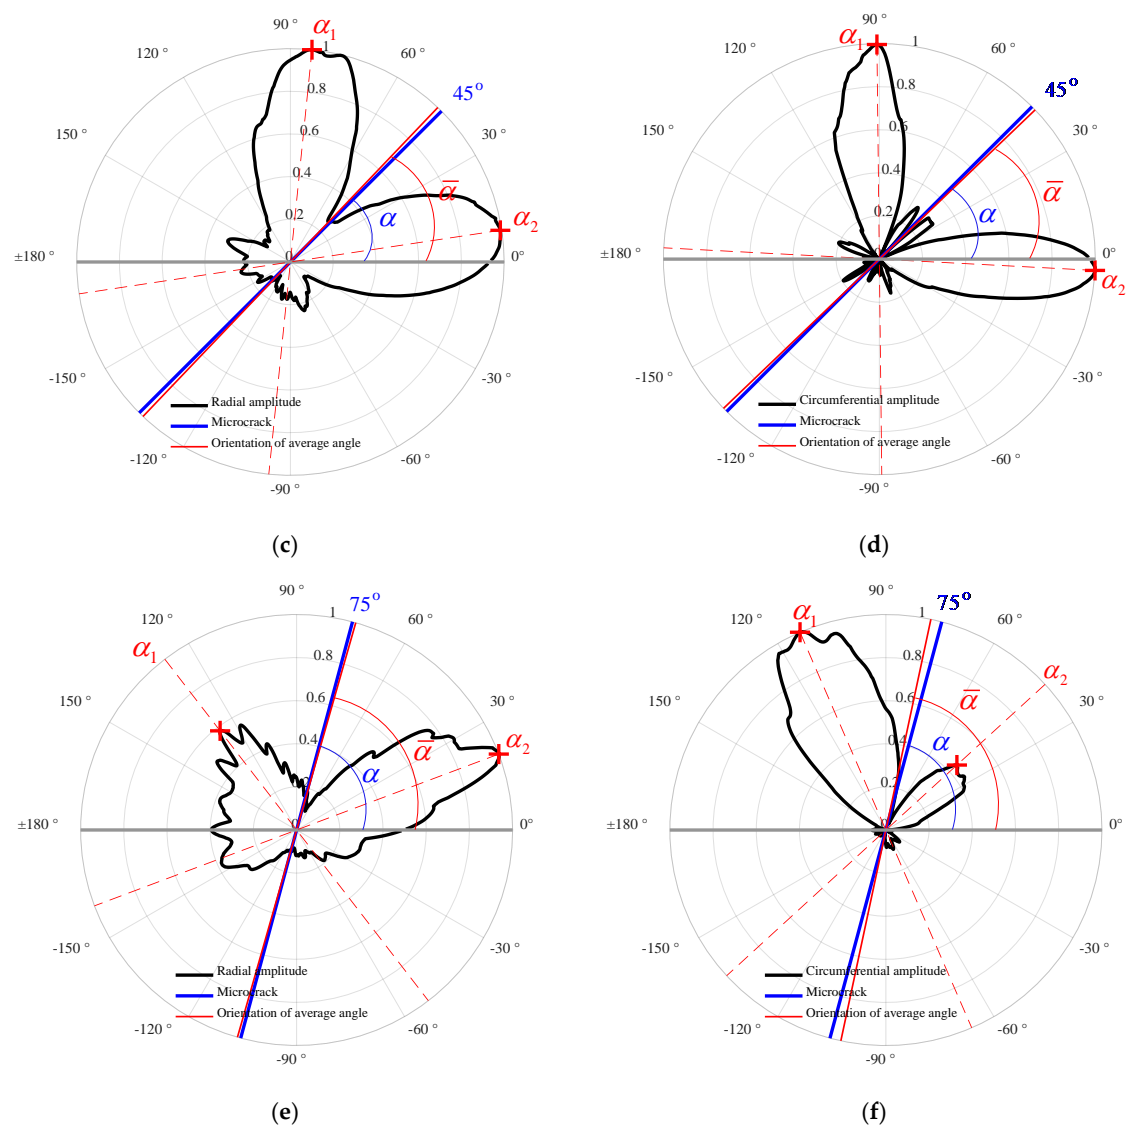 90 °
α1
1
120 °
60 °
45°
0.8
150 °
30 °
0.6
0.4
ᾱ
α
0.2
α2
±180 °
0
0°
-150 °
-30 °
Radial amplitude
Microcrack
Orientation of average angle
-120 °
-60 °
-90 °
(c)
90 °
α1
1
120 °
60 °
45°
0.8
150 °
30 °
0.6
0.4
ᾱ
α
0.2
±180 °
0
0°
α2
-150 °
-30 °
Circumferential amplitude
Microcrack
Orientation of average angle
-120 °
-60 °
-90 °
(d)
90 °
75°
1
120 °
60 °
α1
0.8
150 °
30 °
0.6
0.4
ᾱ
α2
α
0.2
±180 °
0
0°
-150 °
-30 °
Radial amplitude
Microcrack
Orientation of average angle
-120 °
-60 °
-90 °
(e)
90 °
75°
1
120 °
α1
60 °
0.8
α2
150 °
30 °
0.6
ᾱ
0.4
α
0.2
±180 °
0
0°
-150 °
-30 °
Circumferential amplitude
Microcrack
Orientation of average angle
-120 °
-60 °
-90 °
(f)